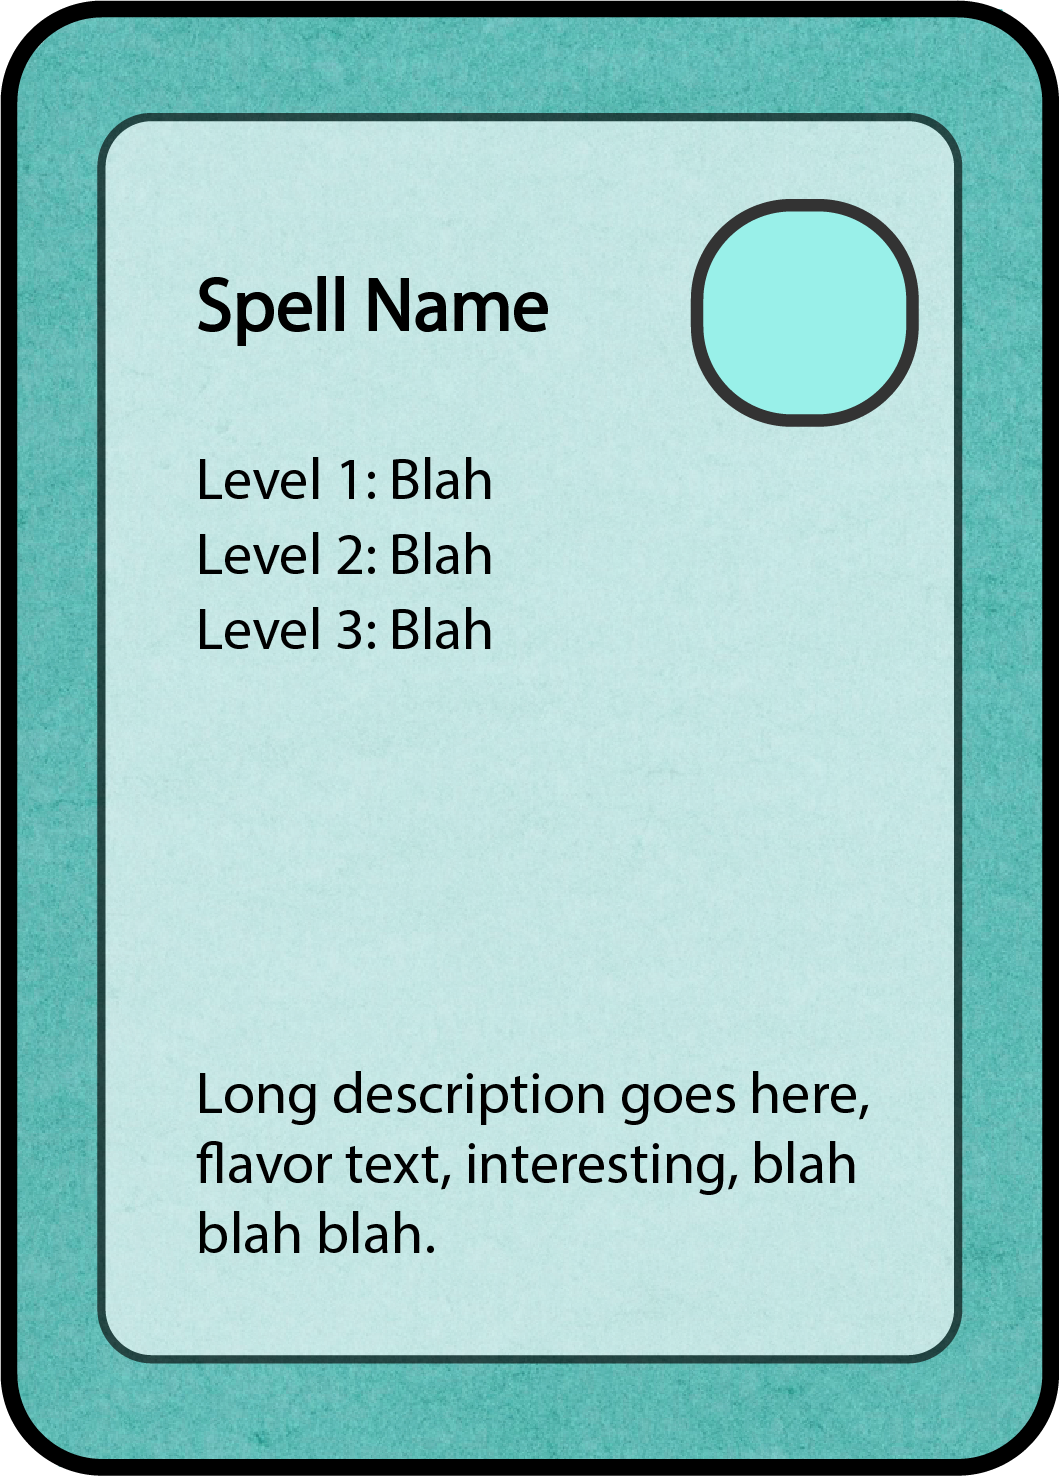 Spell Name
Level 1: Blah
Level 2: Blah
Level 3: Blah
Long description goes here,
flavor text, interesting, blah
blah blah.